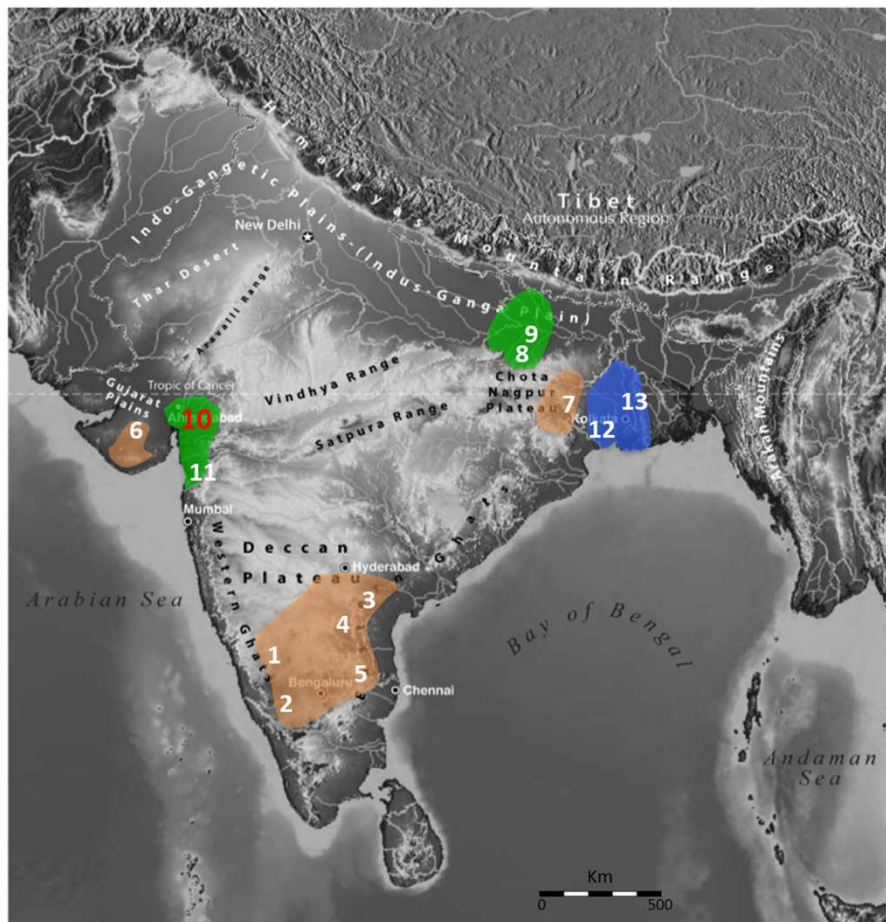 Himalayas Mountain Range
Indo-Gangetic Plains-(Indus-Ganga Plain)
Tibet
Autonomous Region
New Delhi
Thar Desert
Aravalli Range
9
8
Vindhya Range
Tropic of Cancer
Gujarat
Plains
Chota
Nagpur
Plateau
7
13
Kolkata
12
Arakan Mountains
Satpura Range
10
6
11
Mumbai
Western Ghats
Deccan
Plateau
Hyderabad
Eastern Ghats
Arabian Sea
3
4
Bay of Bengal
1
5
Bengaluru
2
Chennai
Andaman
Sea
Km
0
500